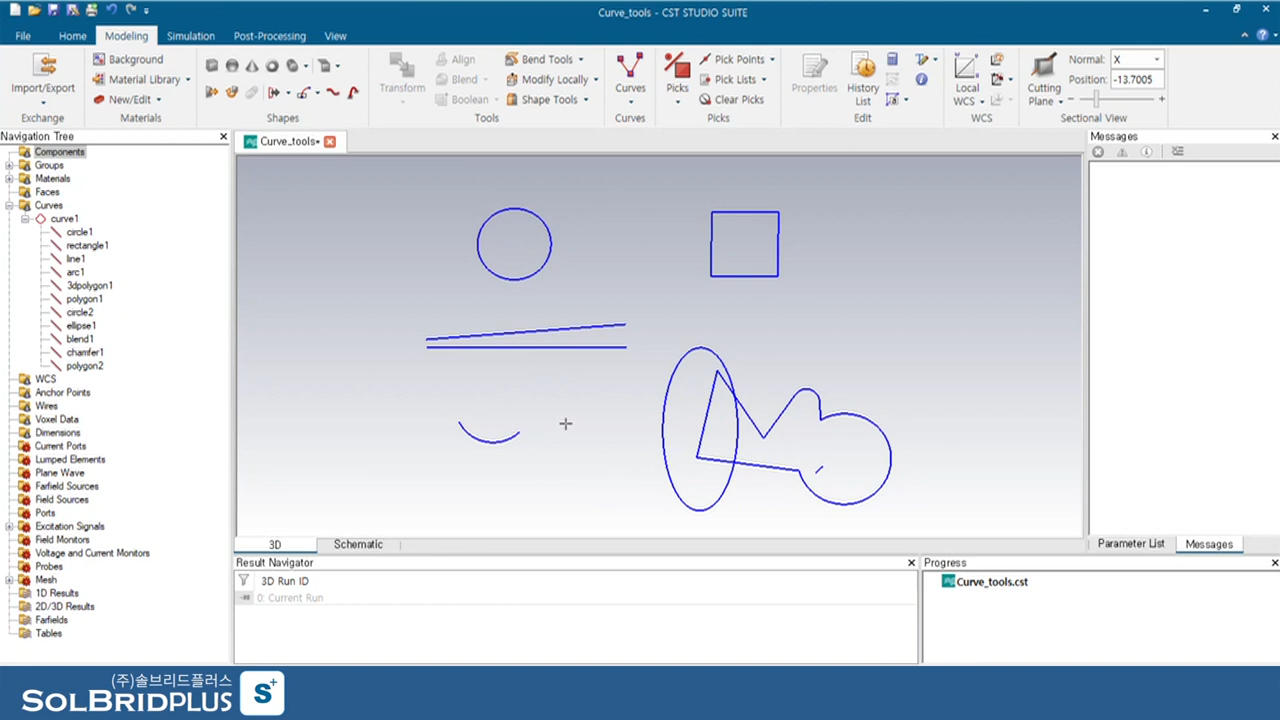 Curve_tools - CST STUDIO SUITE
File Home Modeling Simulation Post-Processing View
Import/Export
Exchange
Background
Material Library
New/Edit
Materials
Shapes
Transform
Align
Blend
Boolean
Bend Tools
Modify Locally
Shape Tools
Tools
Curves
Curves
Picks
Pick Points
Pick Lists
Clear Picks
Picks
Properties
History
List
Edit
Local
WCS
WCS
Cutting
Plane
Normal: X
Position: -13.7005
Sectional View
Navigation Tree
Components
Groups
Materials
Faces
Curves
curve1
circle1
rectangle1
line1
arc1
3dpolygon1
polygon1
circle2
ellipse1
blend1
chamfer1
polygon2
WCS
Anchor Points
Wires
Voxel Data
Dimensions
Current Ports
Lumped Elements
Plane Wave
Farfield Sources
Field Sources
Ports
Excitation Signals
Field Monitors
Voltage and Current Monitors
Probes
Mesh
1D Results
2D/3D Results
Farfields
Tables
Curve_tools*
3D Schematic
Messages
Parameter List Messages
Result Navigator
3D Run ID
0: Current Run
Progress
Curve_tools.cst
(주)솔브리드플러스
SOLBRIDPLUS
S+